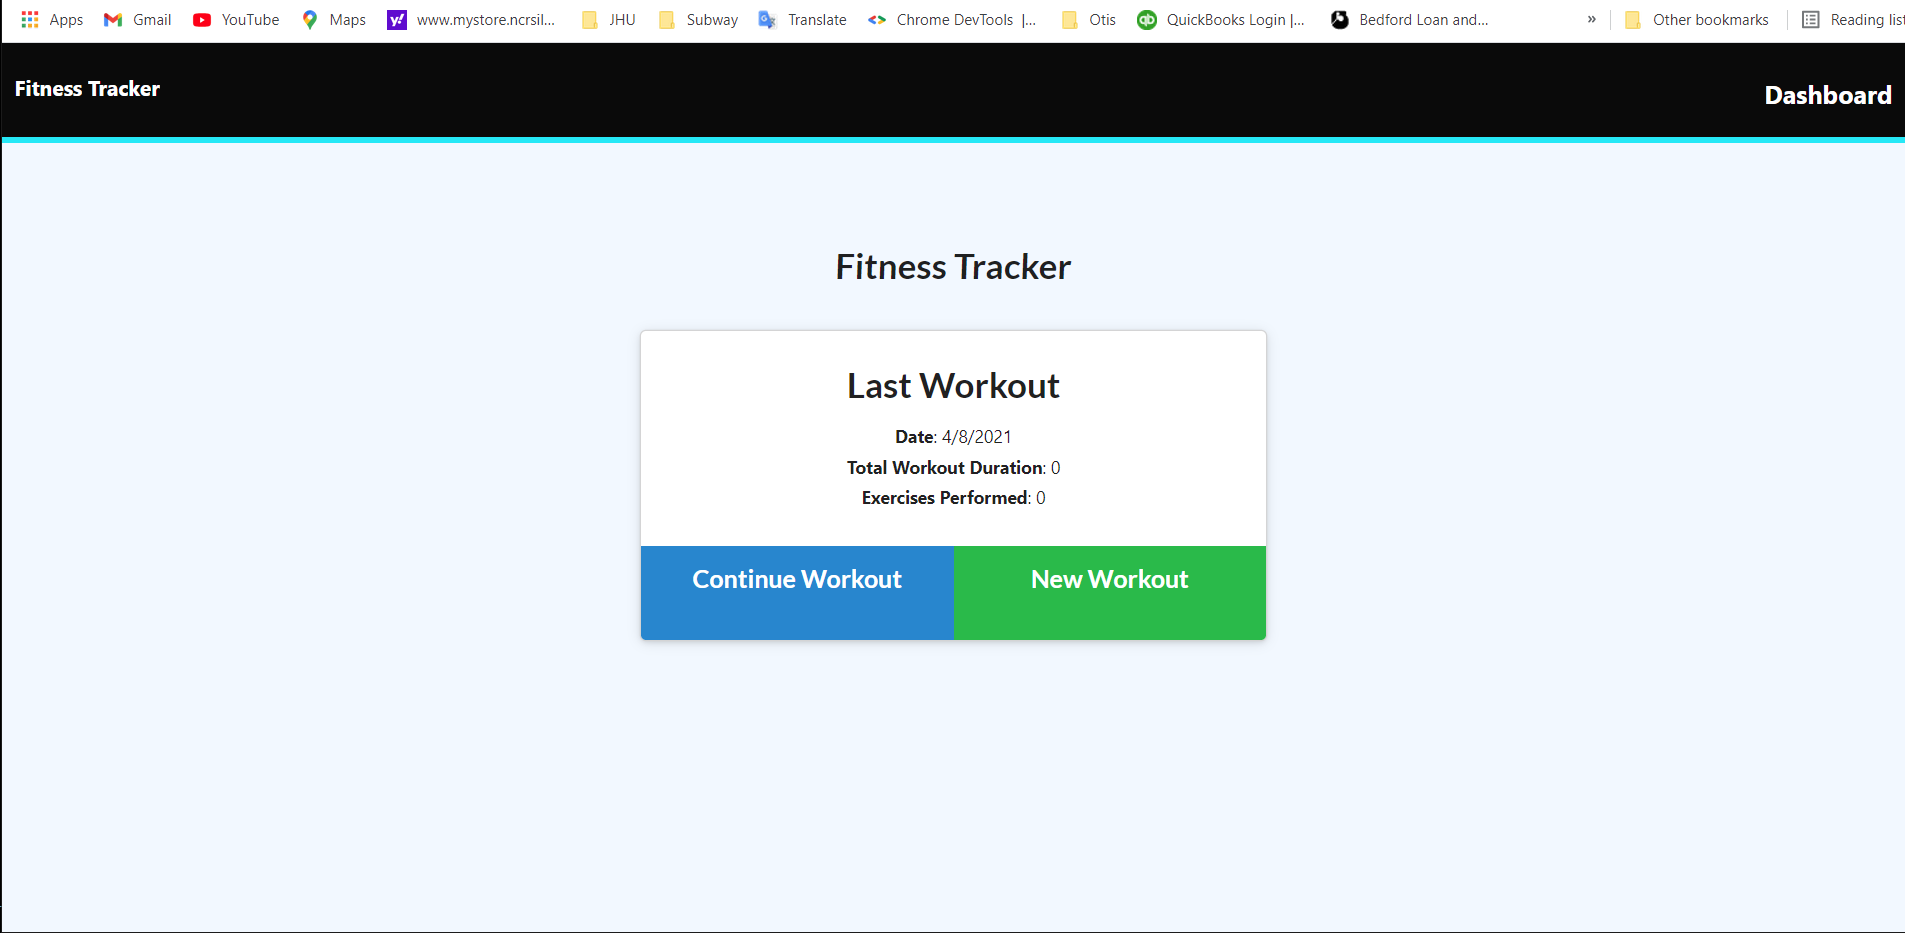 Apps Gmail YouTube Maps y! www.mystore.ncrsil... JHU Subway Translate Chrome DevTools |... Otis qb QuickBooks Login |... Bedford Loan and... » Other bookmarks Reading list
Fitness Tracker Dashboard
Fitness Tracker
Last Workout
Date: 4/8/2021
Total Workout Duration: 0
Exercises Performed: 0
Continue Workout New Workout